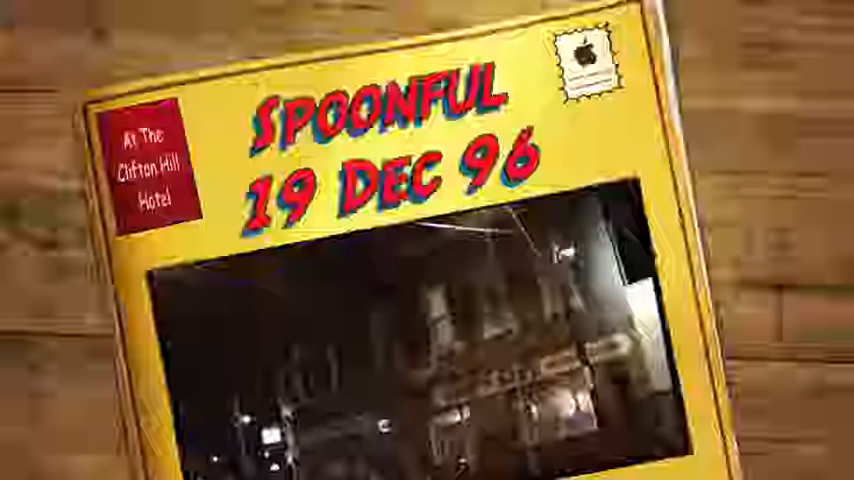 SPOONFUL
19 DEC 96
At The
Clifton Hill
Hotel